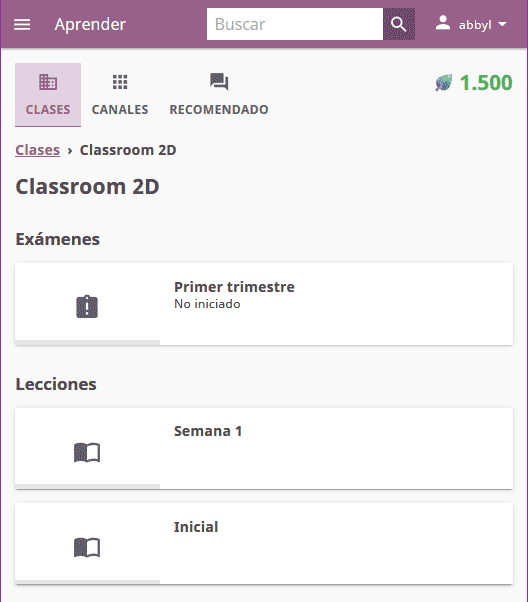 Aprender
Buscar
abbyl
CLASES
CANALES
RECOMENDADO
1.500
Clases › Classroom 2D
Classroom 2D
Exámenes
Primer trimestre
No iniciado
Lecciones
Semana 1
Inicial